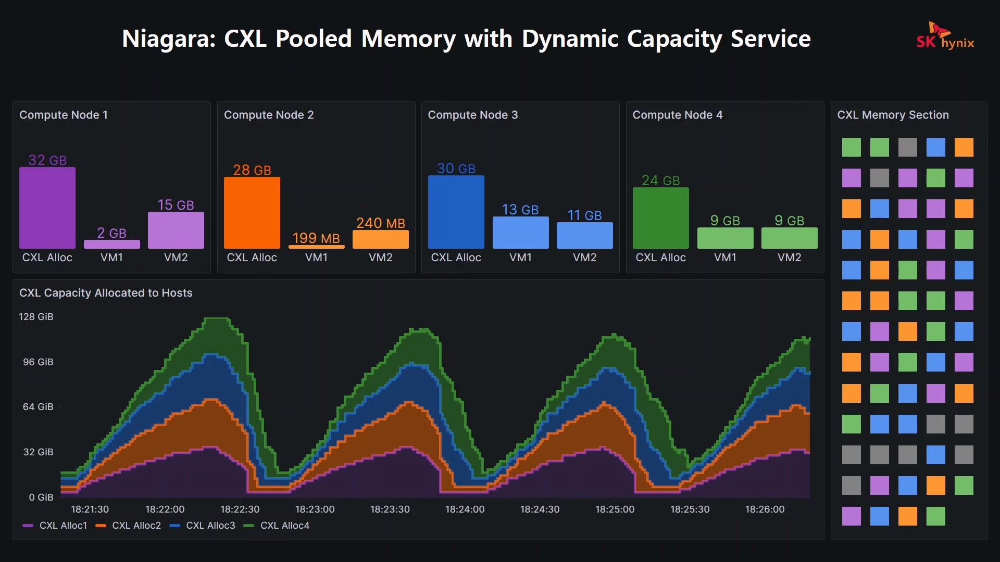 Niagara: CXL Pooled Memory with Dynamic Capacity Service
SK hynix
Compute Node 1
32 GB
2 GB
15 GB
CXL Alloc
VM1
VM2
Compute Node 2
28 GB
199 MB
240 MB
CXL Alloc
VM1
VM2
Compute Node 3
30 GB
13 GB
11 GB
CXL Alloc
VM1
VM2
Compute Node 4
24 GB
9 GB
9 GB
CXL Alloc
VM1
VM2
CXL Memory Section
CXL Capacity Allocated to Hosts
128 GiB
96 GiB
64 GiB
32 GiB
0 GiB
18:21:30
18:22:00
18:22:30
18:23:00
18:23:30
18:24:00
18:24:30
18:25:00
18:25:30
18:26:00
CXL Alloc1
CXL Alloc2
CXL Alloc3
CXL Alloc4